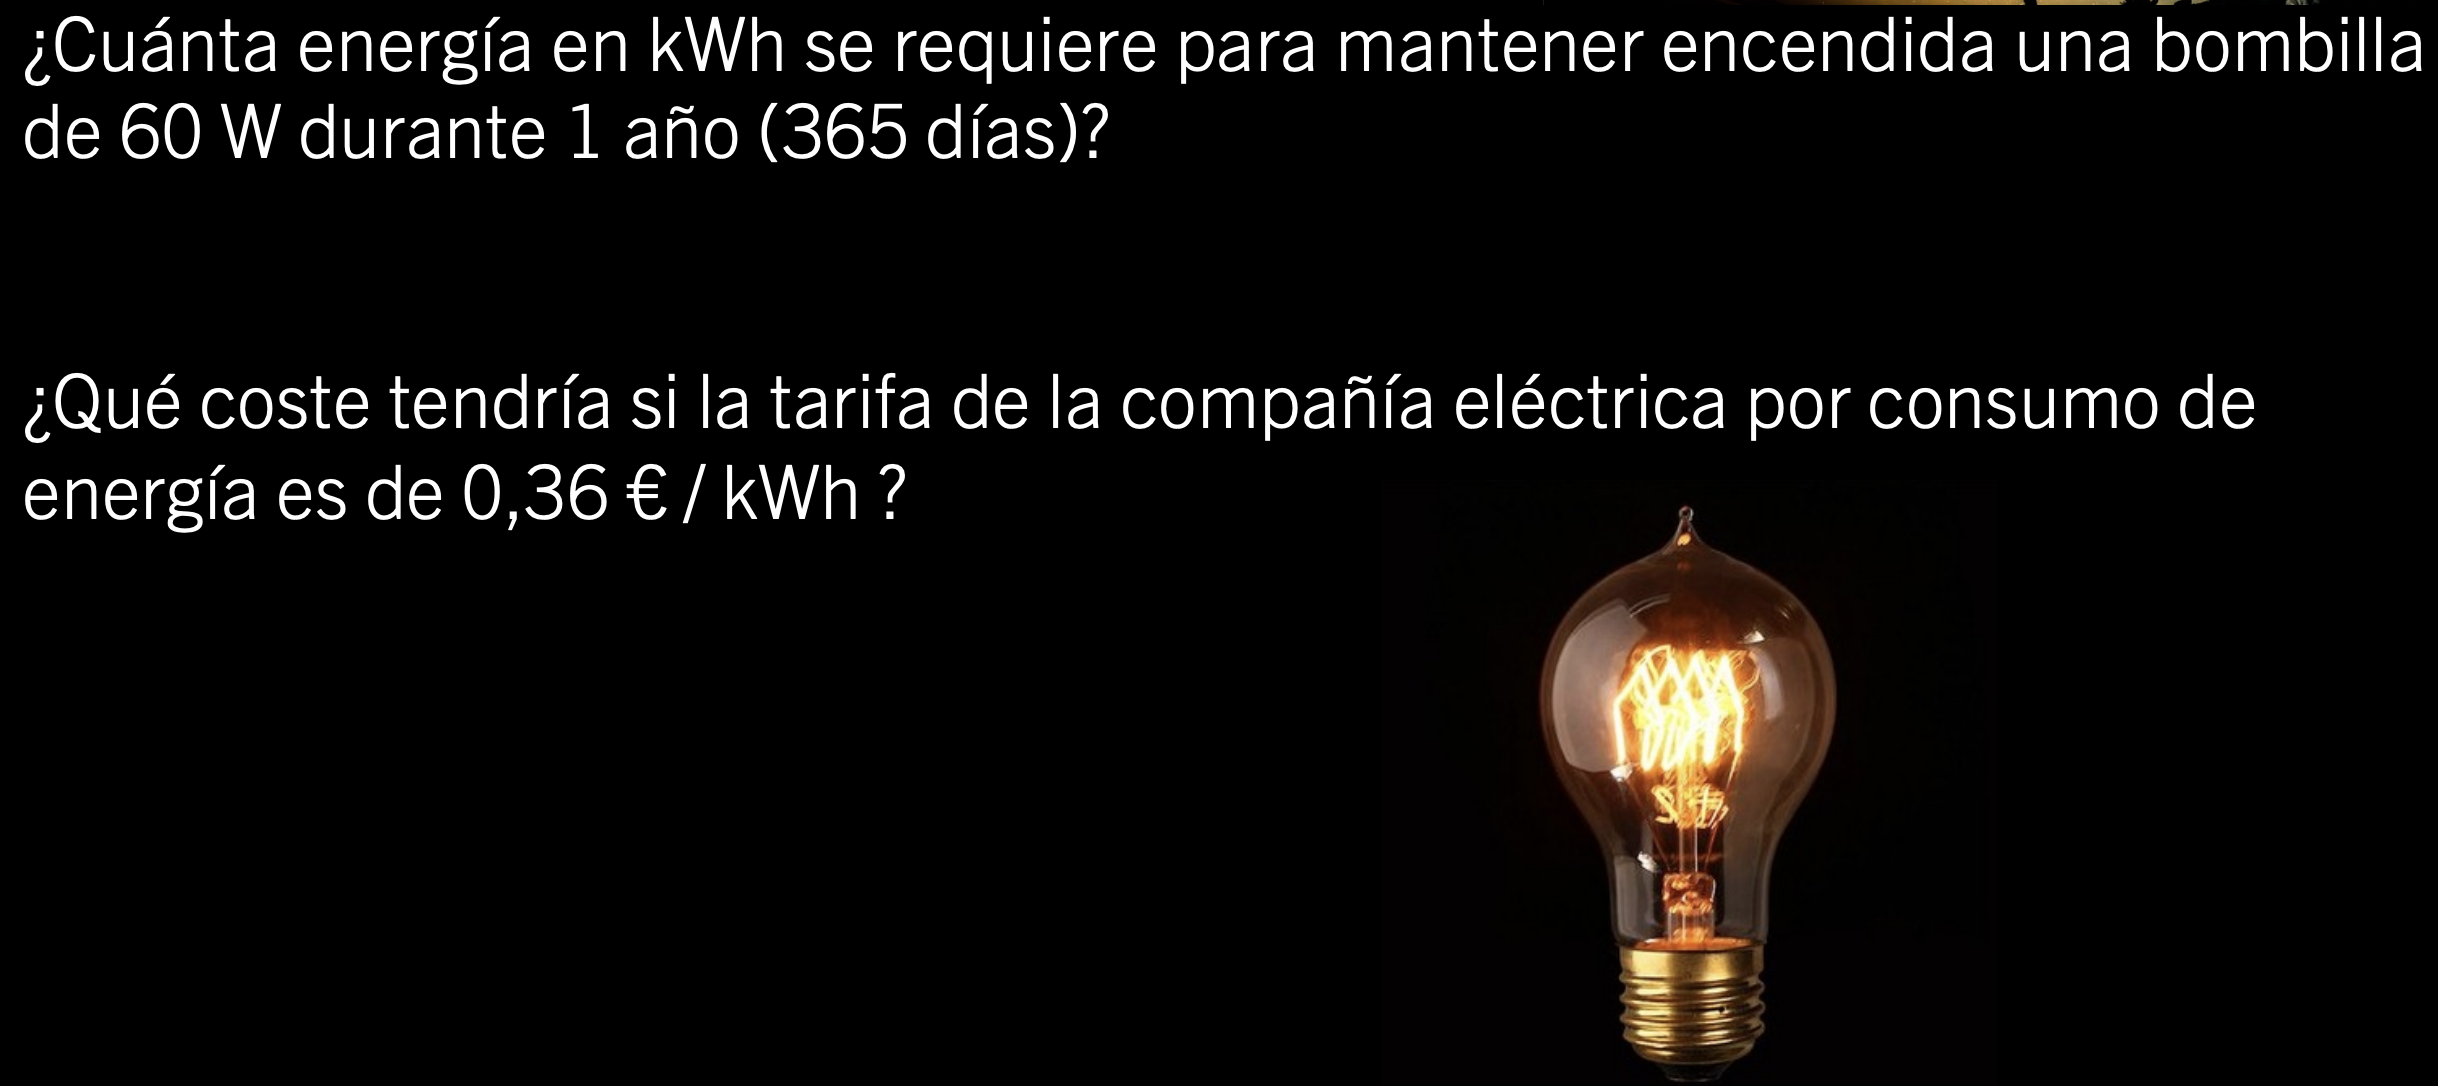 ¿Cuánta energía en kWh se requiere para mantener encendida una bombilla
de 60 W durante 1 año (365 días)?
¿Qué coste tendría si la tarifa de la compañía eléctrica por consumo de
energía es de 0,36 € / kWh ?